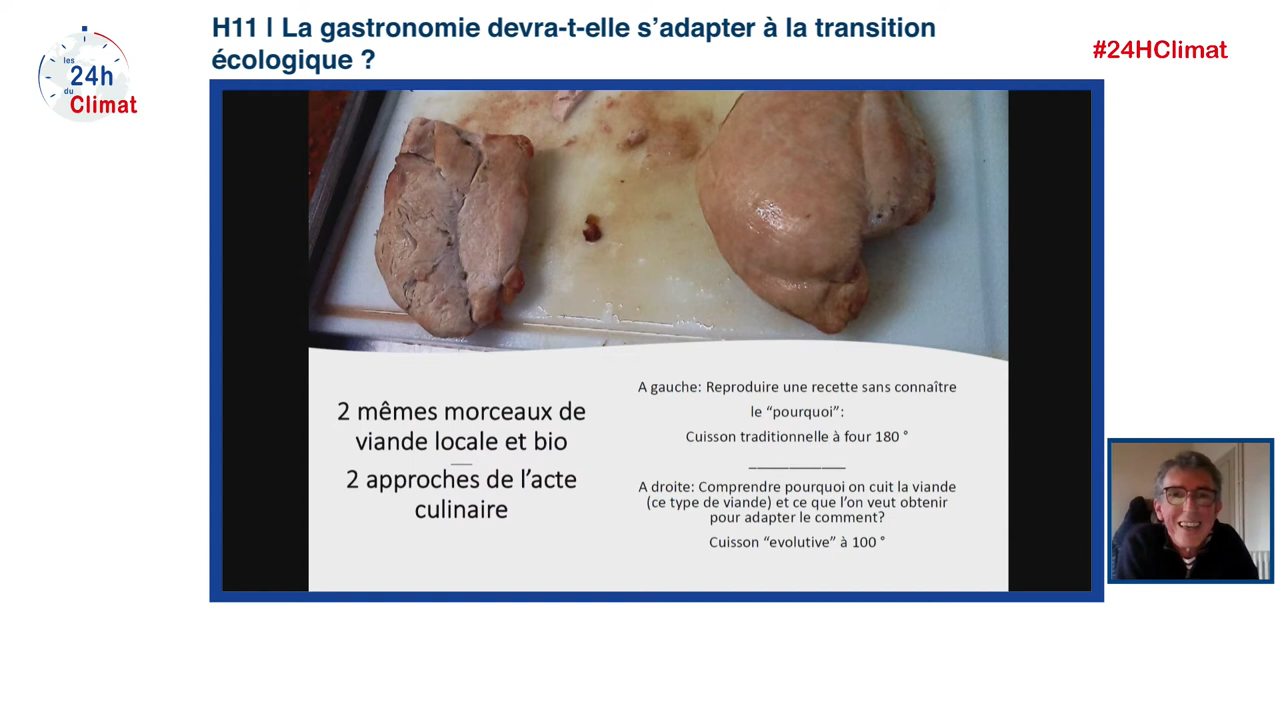 H11 | La gastronomie devra-t-elle s’adapter à la transition
écologique ?
les
24h
du
Climat
#24HClimat
2 mêmes morceaux de
viande locale et bio
2 approches de l’acte
culinaire
A gauche: Reproduire une recette sans connaître
le “pourquoi”:
Cuisson traditionnelle à four 180 °
A droite: Comprendre pourquoi on cuit la viande
(ce type de viande) et ce que l’on veut obtenir
pour adapter le comment?
Cuisson “evolutive” à 100 °